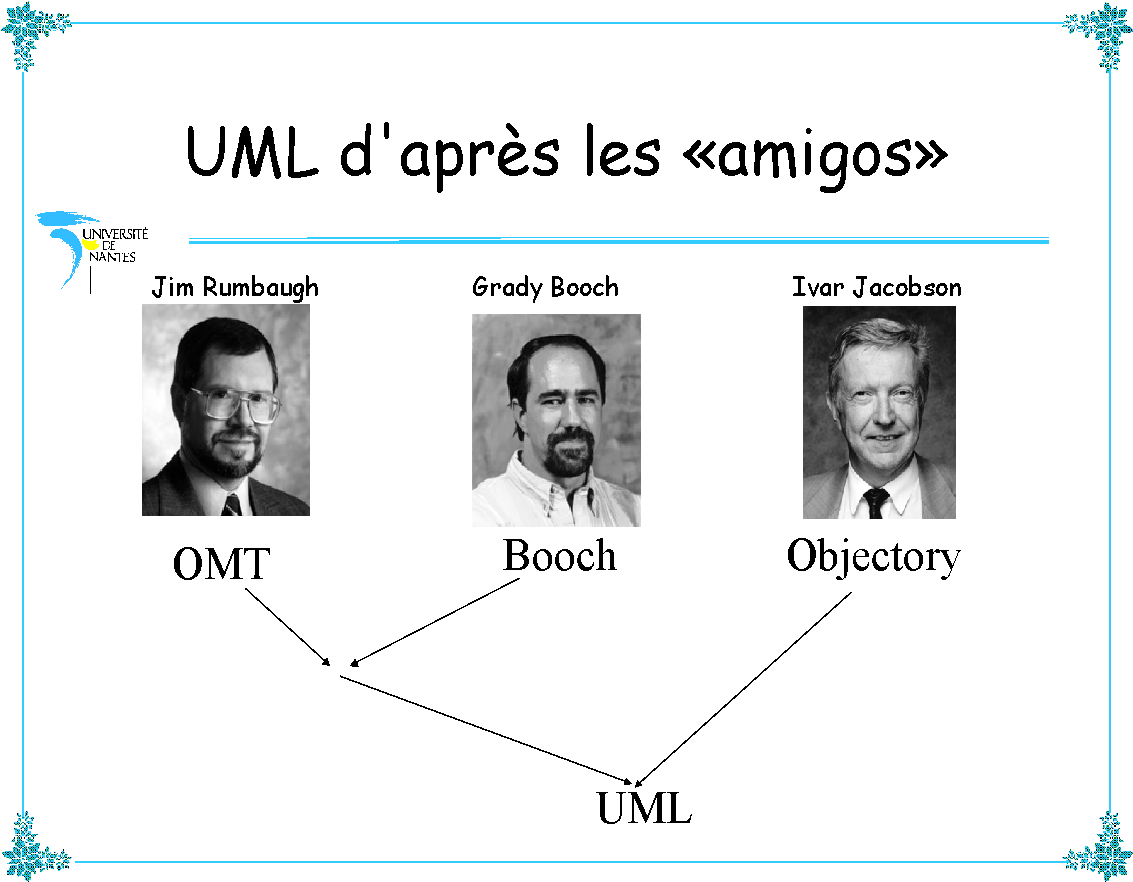 UML d'après les «amigos»
UNIVERSITÉ
DE
NANTES
Jim Rumbaugh
Grady Booch
Ivar Jacobson
OMT
Booch
Objectory
UML